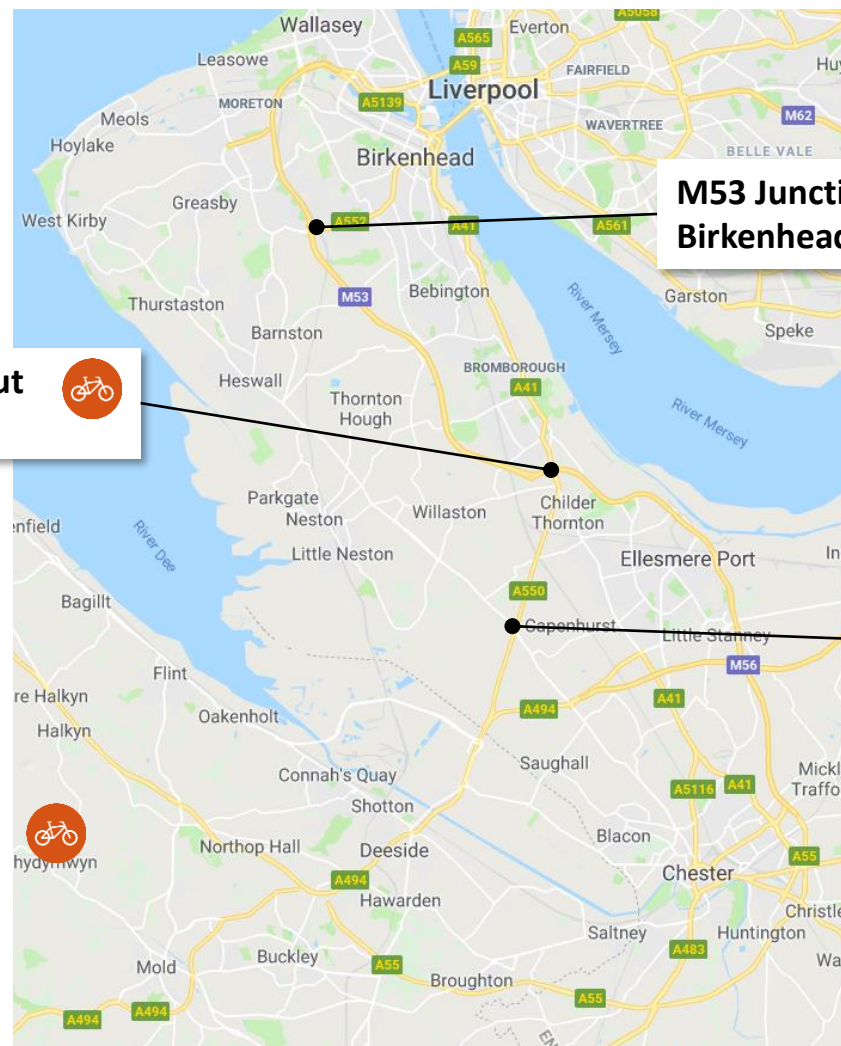 A5058
Wallasey
Everton
A565
Leasowe
A59
FAIRFIELD
Huy
Liverpool
MORETON
A5139
M62
Meols
WAVERTREE
Hoylake
Birkenhead
BELLE VALE
Greasby
M53 Juncti
Birkenhead
West Kirby
A552
A41
A561
M53
Bebington
River Mersey
Garston
Thurstaston
Barnston
Speke
ut
BROMBOROUGH
Heswall
A41
Thornton
Hough
River Mersey
Parkgate
Neston
Willaston
Childer
Thornton
enfield
River Dee
Little Neston
Ellesmere Port
In
A550
Bagillt
Capenhurst
Little Stanney
M56
Flint
re Halkyn
A41
Oakenholt
A494
Halkyn
Saughall
Connah's Quay
Mickl
Traffo
A5116
A41
Shotton
Blacon
Northop Hall
Deeside
A55
hydymwyn
Chester
A494
Hawarden
Christle
Saltney
Huntington
A483
Buckley
Wa
Mold
A55
Broughton
A55
A494
A494
EN